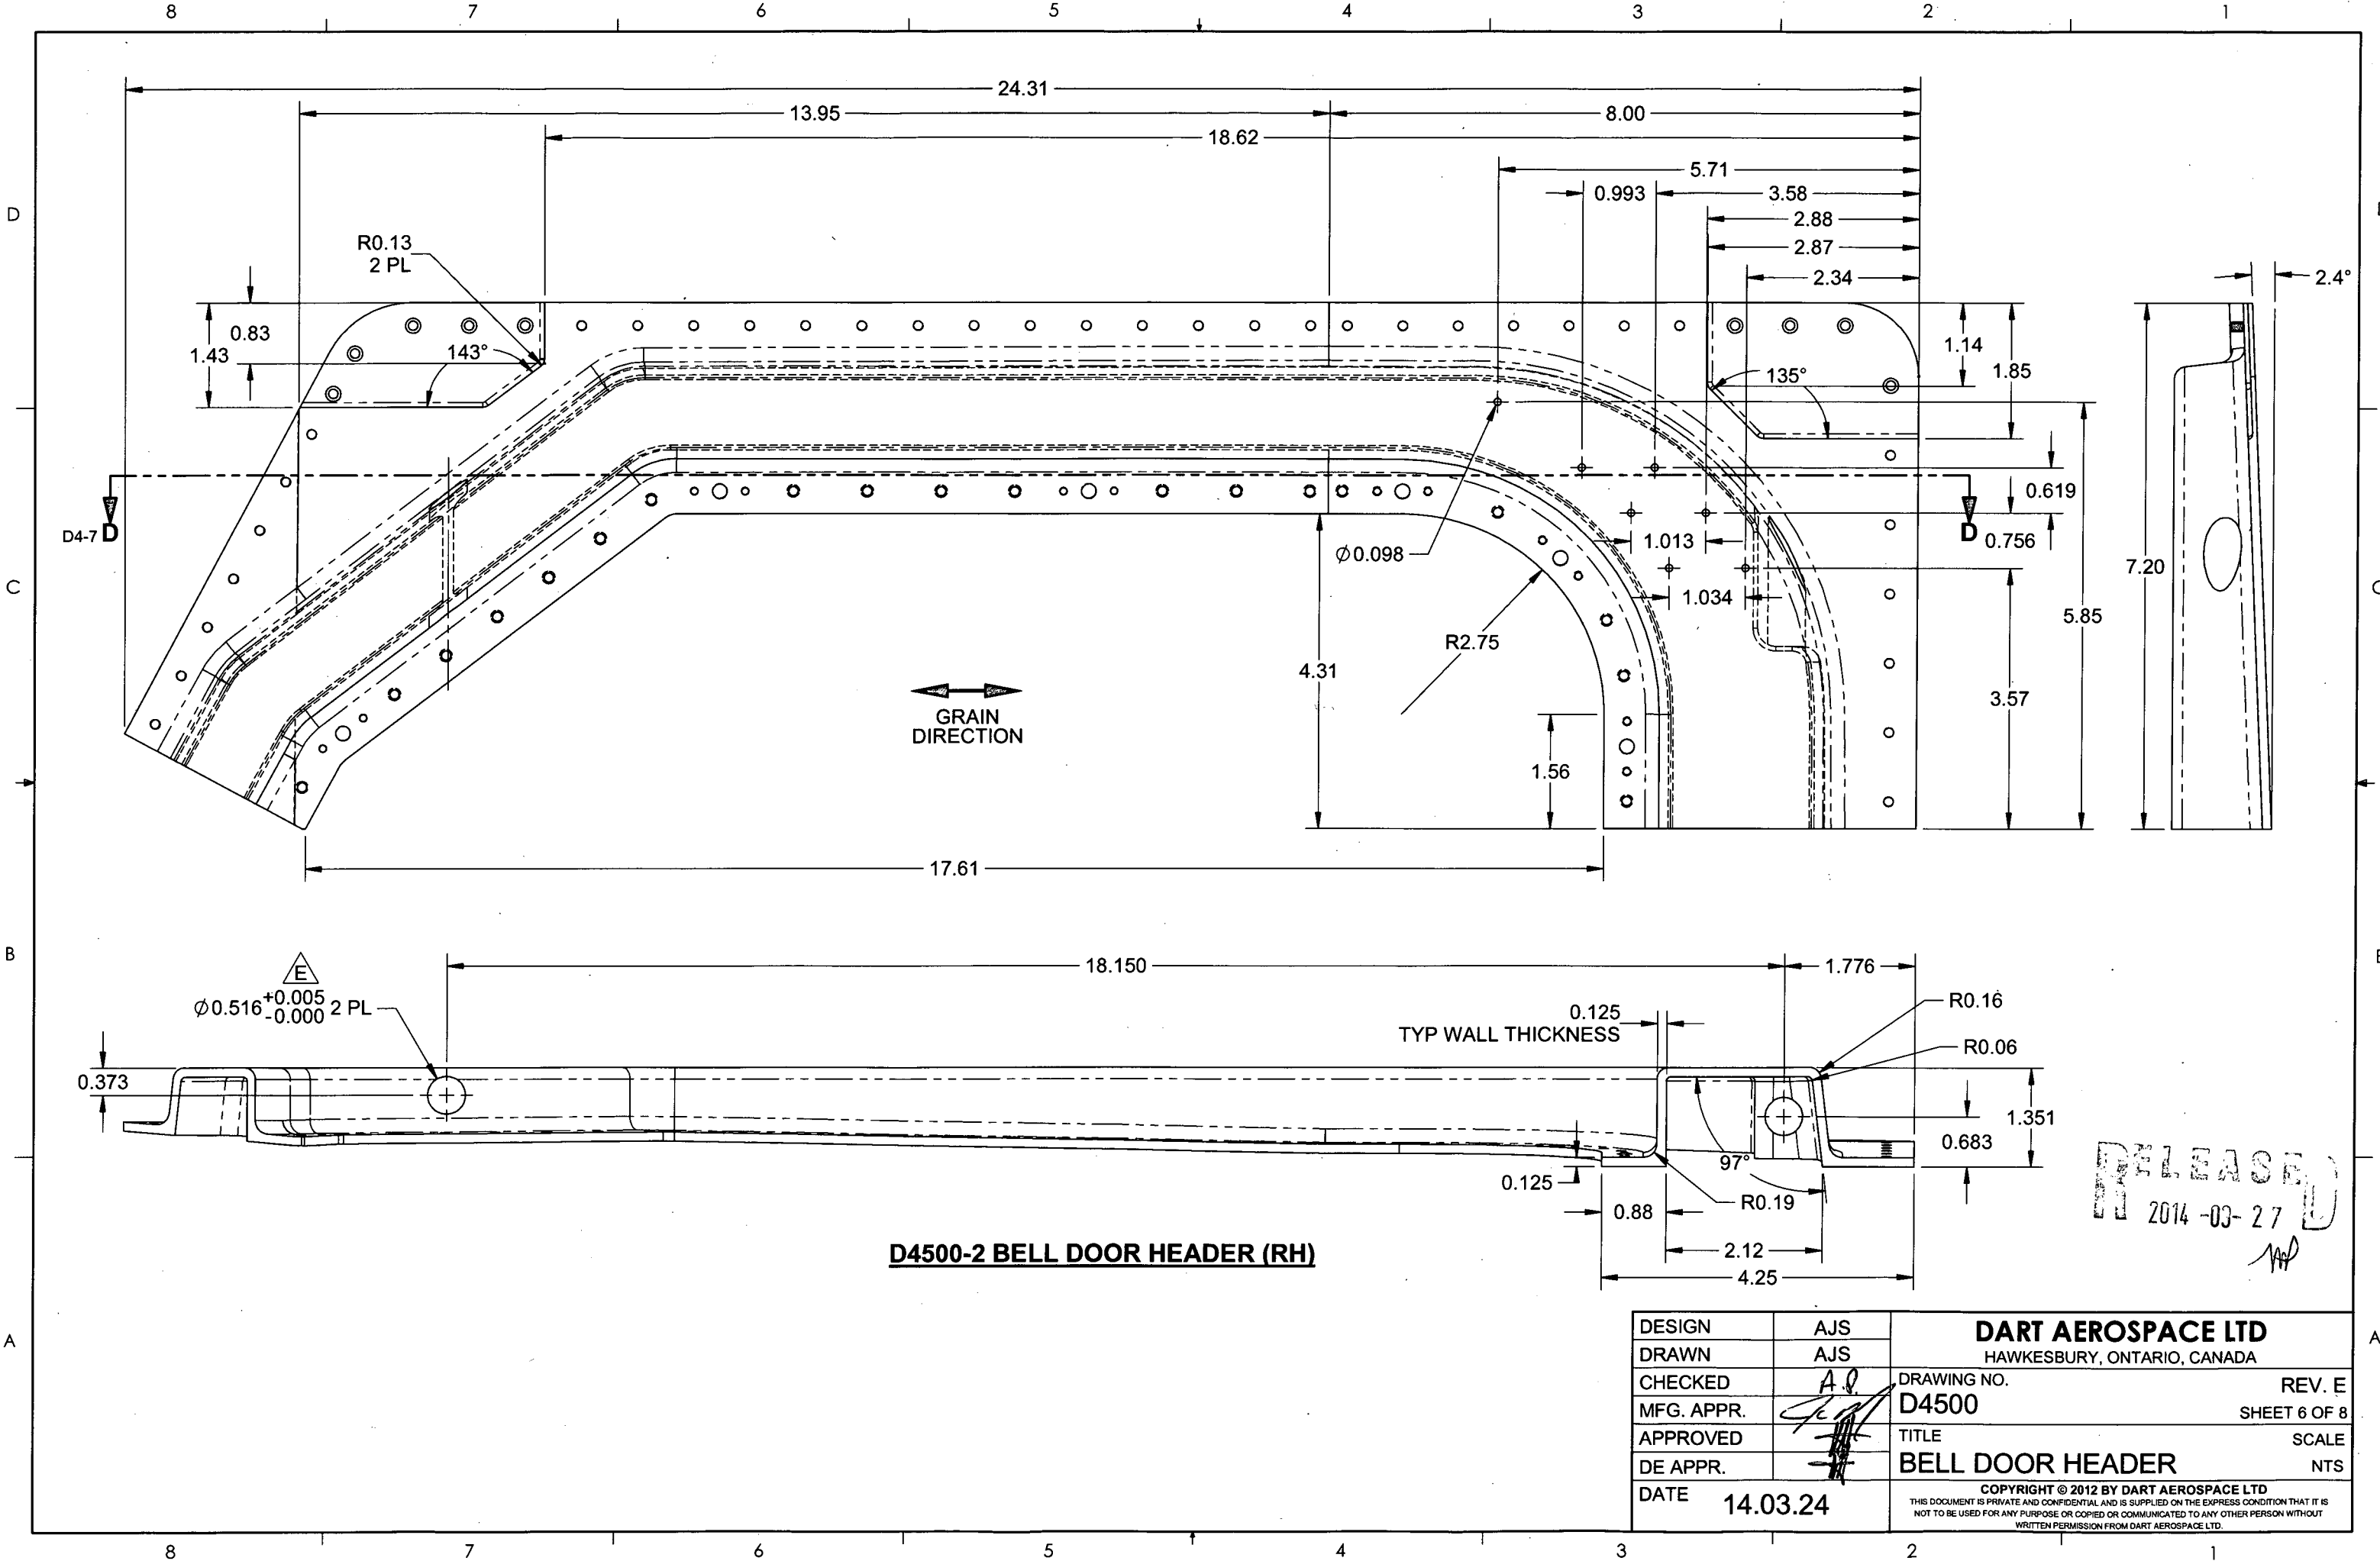 8 7 6 5 4 3 2 1
24.31
13.95 8.00
18.62
5.71
0.993 3.58
2.88
2.87
2.34
2.4°
D
R0.13
2 PL
0.83
1.43
143°
135°
1.14
1.85
0.619
D4-7 D
D 0.756
Ø0.098
1.013
1.034
7.20
C
5.85
R2.75
4.31
3.57
GRAIN
DIRECTION
1.56
17.61
B
18.150 1.776
E
Ø0.516 +0.005 -0.000 2 PL
0.125
TYP WALL THICKNESS
R0.16
R0.06
0.373
1.351
0.683
97°
0.125
R0.19
0.88
2.12
4.25
D4500-2 BELL DOOR HEADER (RH)
RELEASED
2014-03-27
A A
DESIGN AJS
DRAWN AJS
CHECKED A.P.
MFG. APPR.
APPROVED
DE APPR.
DATE 14.03.24
DART AEROSPACE LTD
HAWKESBURY, ONTARIO, CANADA
DRAWING NO. REV. E
D4500 SHEET 6 OF 8
TITLE SCALE
BELL DOOR HEADER NTS
COPYRIGHT © 2012 BY DART AEROSPACE LTD
THIS DOCUMENT IS PRIVATE AND CONFIDENTIAL AND IS SUPPLIED ON THE EXPRESS CONDITION THAT IT IS
NOT TO BE USED FOR ANY PURPOSE OR COPIED OR COMMUNICATED TO ANY OTHER PERSON WITHOUT
WRITTEN PERMISSION FROM DART AEROSPACE LTD.
8 7 6 5 4 3 2 1